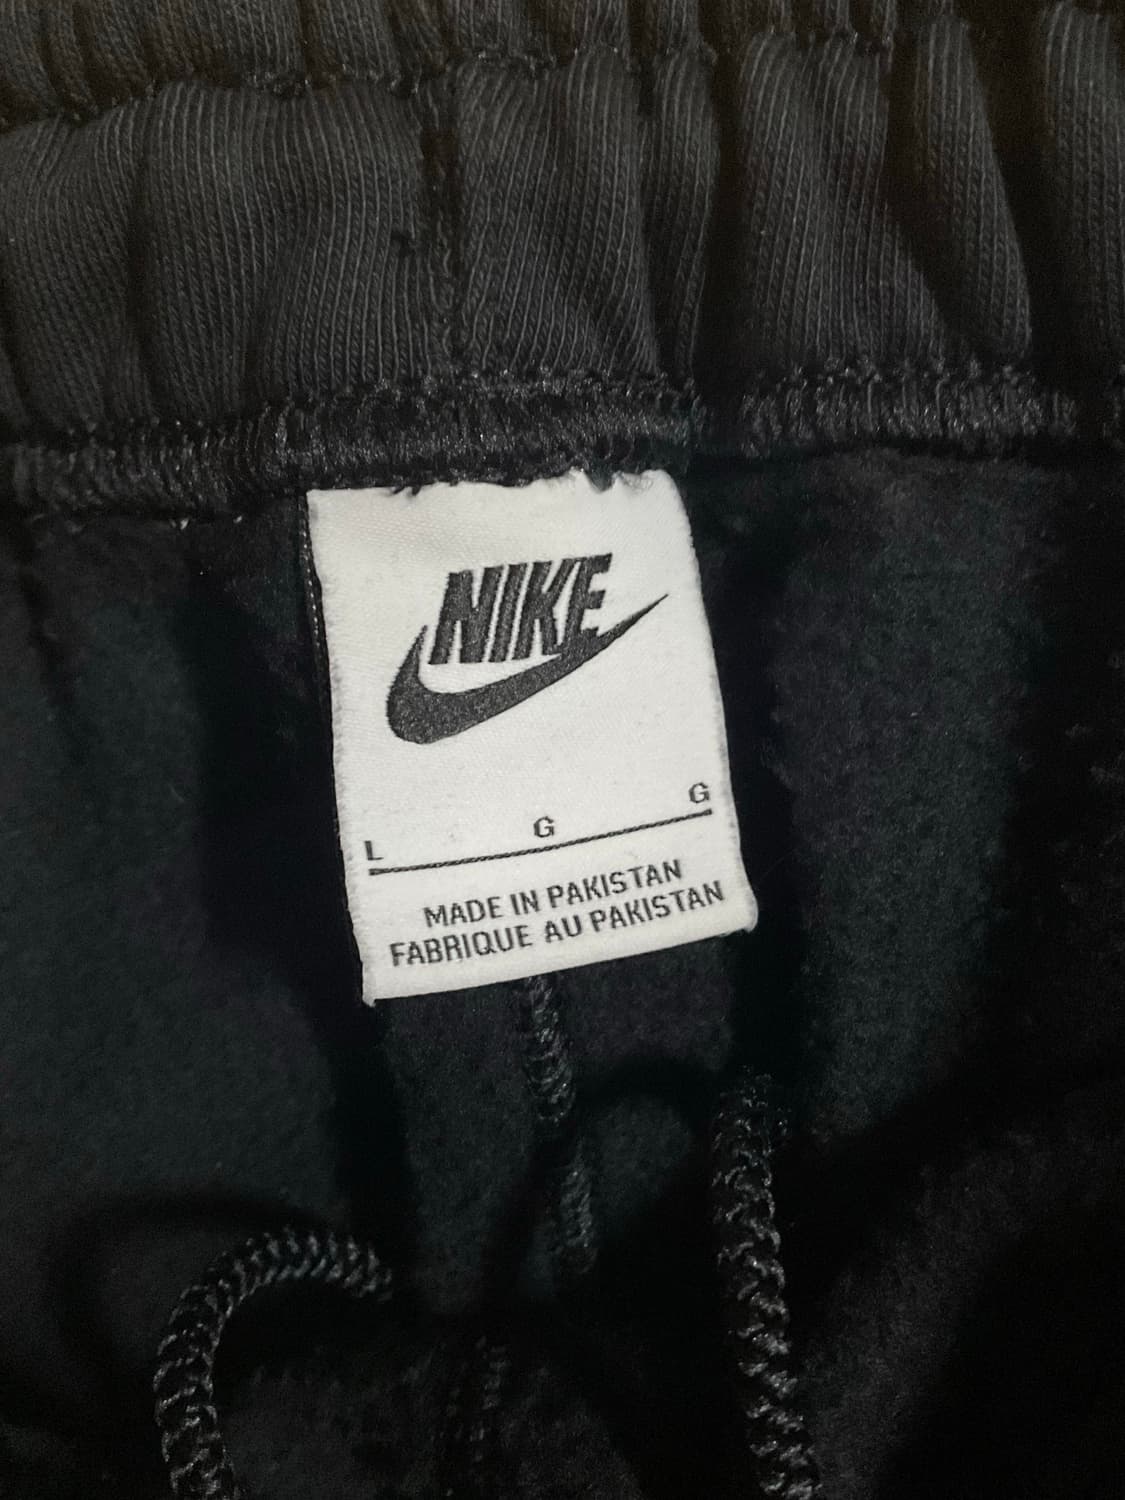 NIKE
L G G
MADE IN PAKISTAN
FABRIQUE AU PAKISTAN